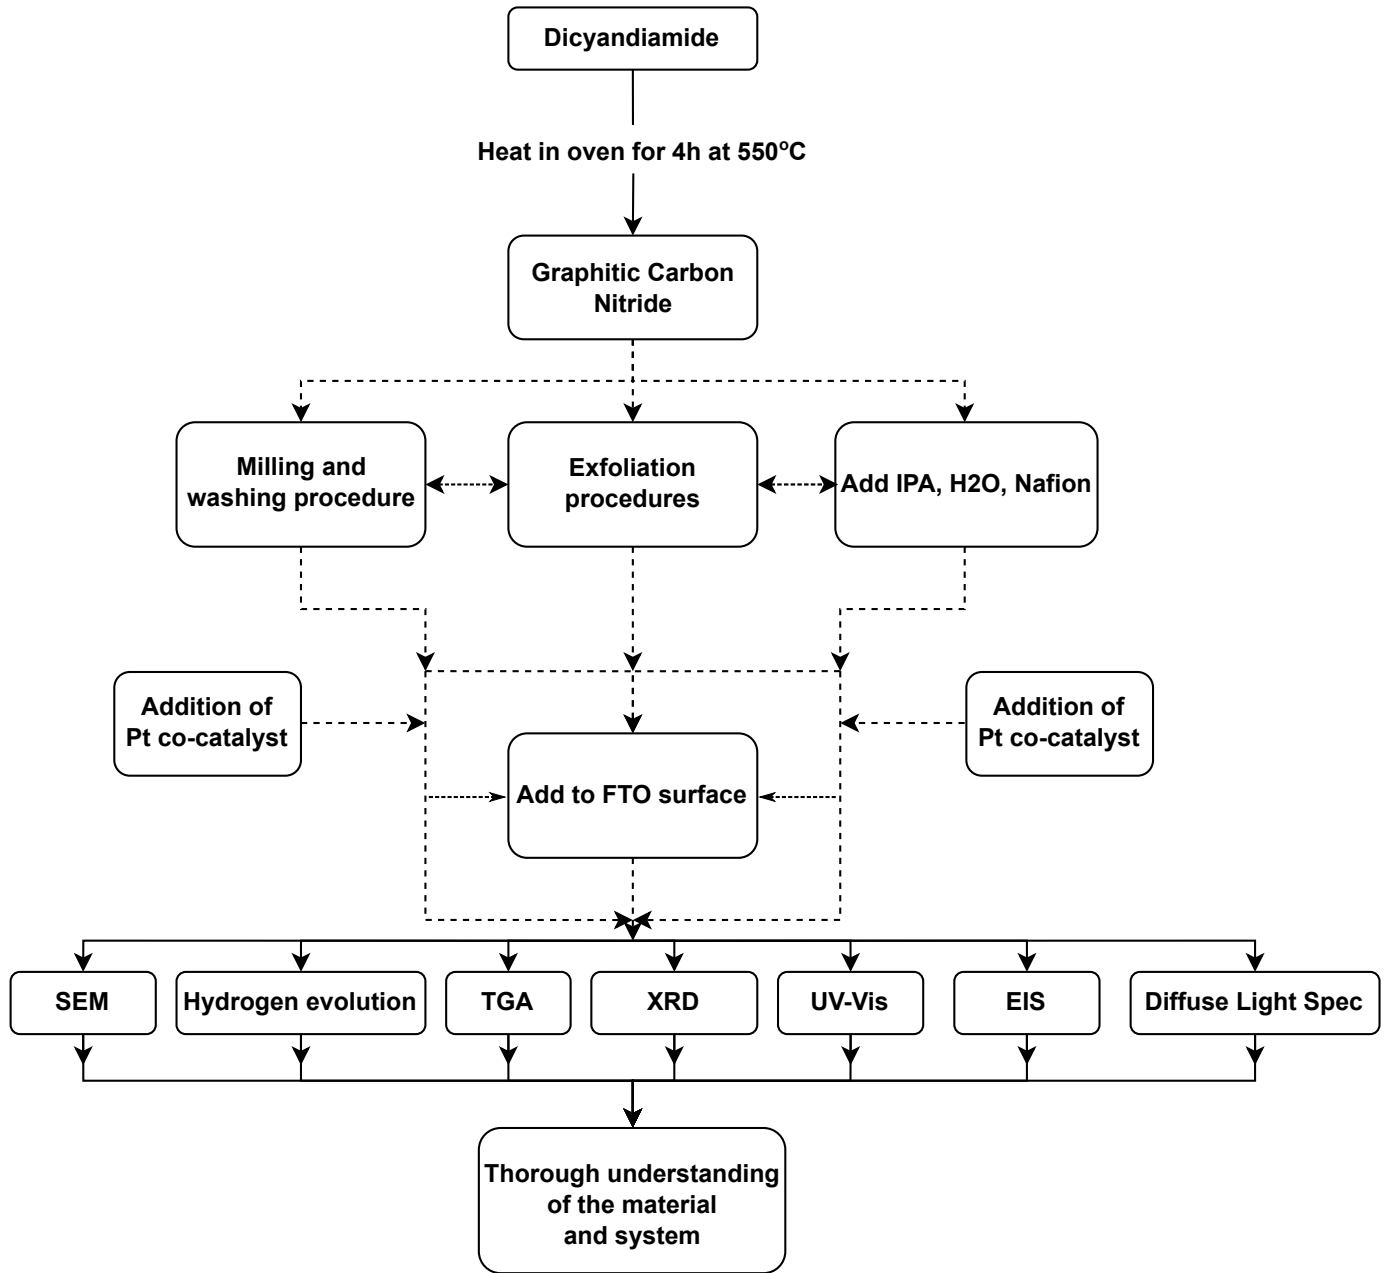 Dicyandiamide
Heat in oven for 4h at 550°C
Graphitic Carbon
Nitride
Milling and
washing procedure
Exfoliation
procedures
Add IPA, H2O, Nafion
Addition of
Pt co-catalyst
Addition of
Pt co-catalyst
Add to FTO surface
SEM
Hydrogen evolution
TGA
XRD
UV-Vis
EIS
Diffuse Light Spec
Thorough understanding
of the material
and system